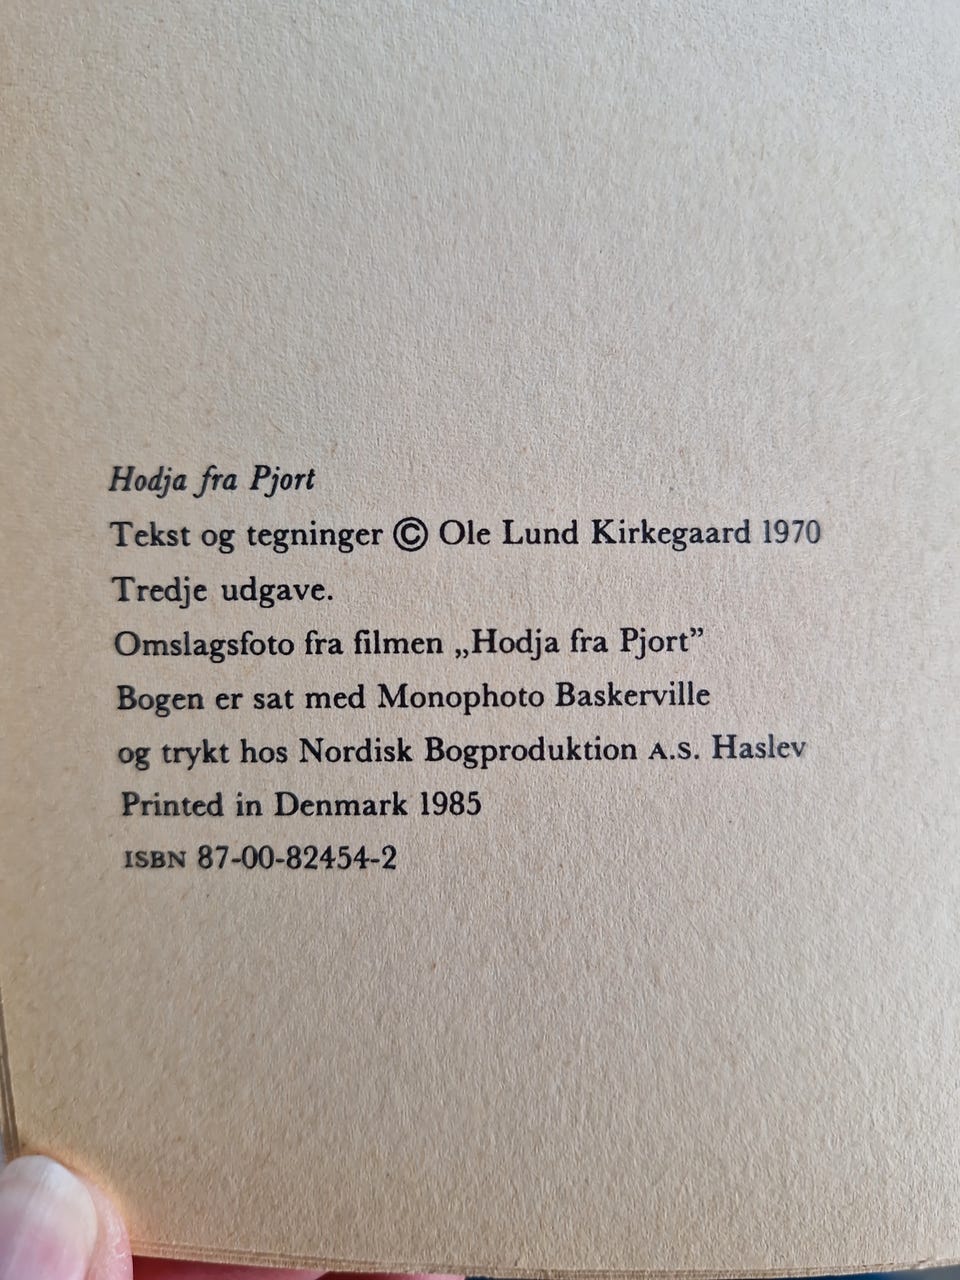 Hodja fra Pjort
Tekst og tegninger © Ole Lund Kirkegaard 1970
Tredje udgave.
Omslagsfoto fra filmen „Hodja fra Pjort”
Bogen er sat med Monophoto Baskerville
og trykt hos Nordisk Bogproduktion A.S. Haslev
Printed in Denmark 1985
ISBN 87-00-82454-2